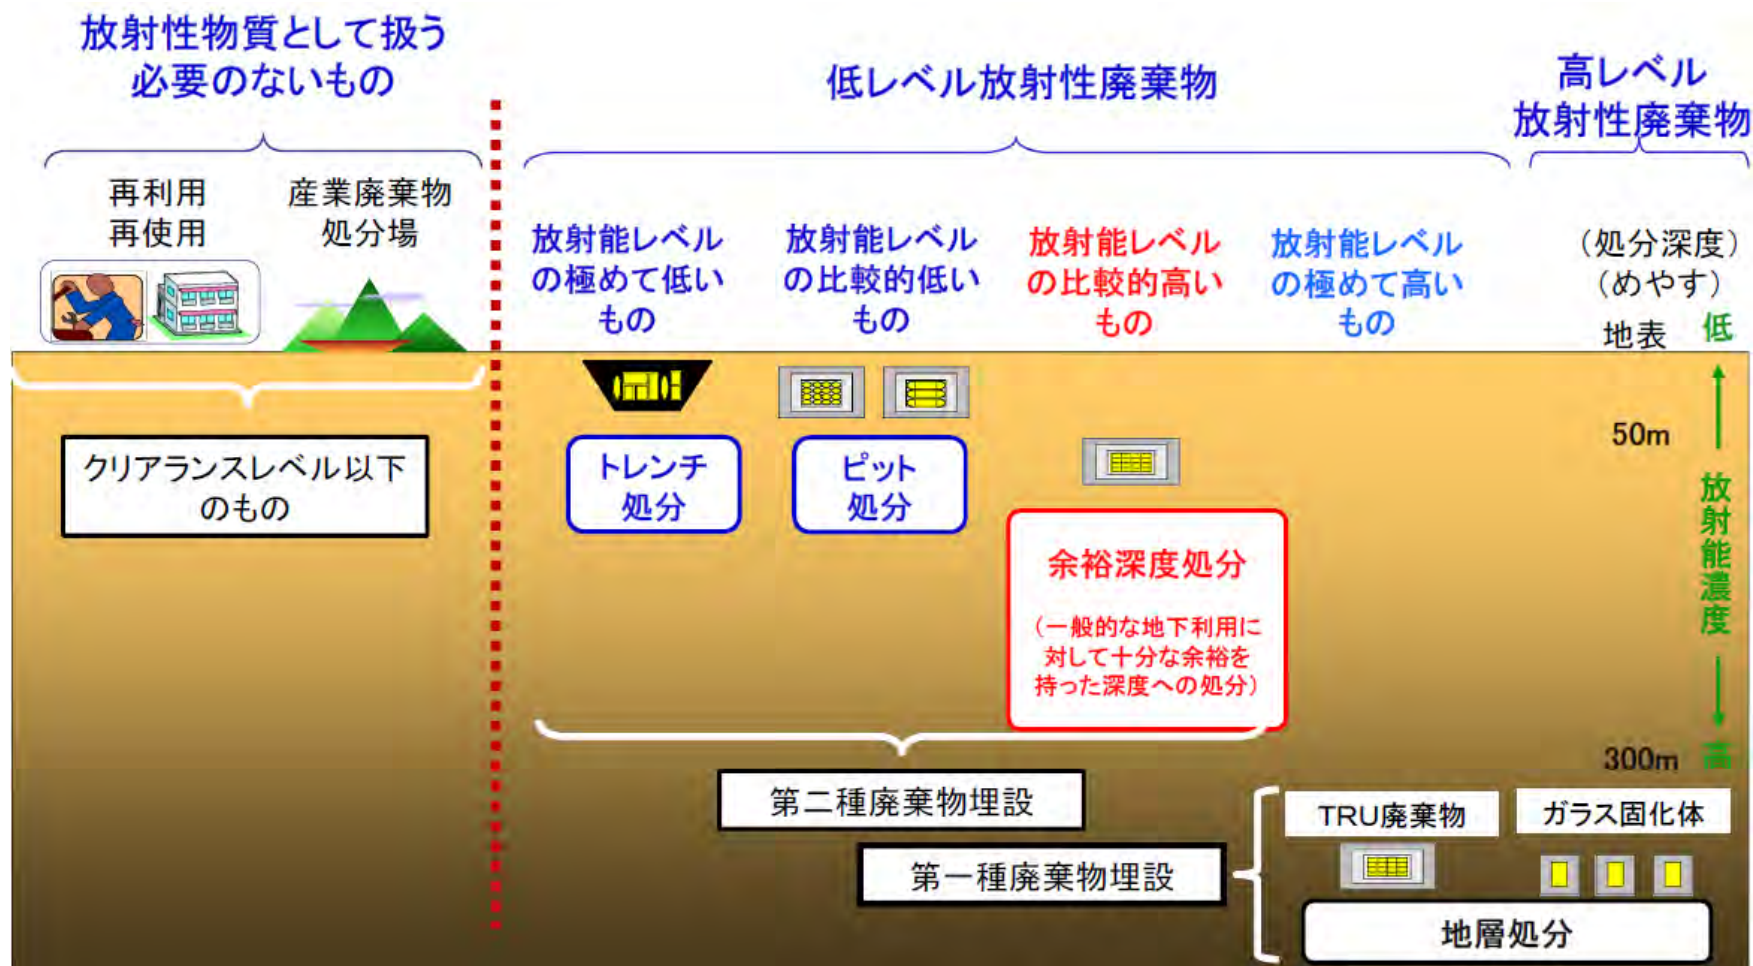 放射性物質として扱う
必要のないもの
低レベル放射性廃棄物
高レベル
放射性廃棄物
再利用
再使用
産業廃棄物
処分場
放射能レベル
の極めて低い
もの
放射能レベル
の比較的低い
もの
放射能レベル
の比較的高い
もの
放射能レベル
の極めて高い
もの
（処分深度）
（めやす）
地表
低
50m
放射能濃度
300m
高
クリアランスレベル以下
のもの
トレンチ
処分
ピット
処分
余裕深度処分
（一般的な地下利用に
対して十分な余裕を
持った深度への処分）
第二種廃棄物埋設
第一種廃棄物埋設
TRU廃棄物
ガラス固化体
地層処分